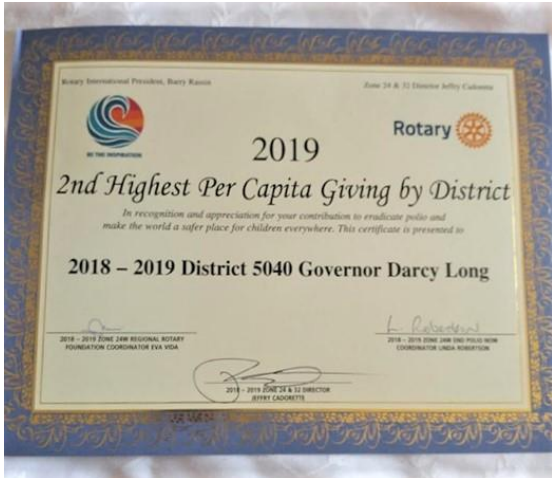 Rotary International President, Barry Rassin
Zone 24 & 32 Director Jeffry Cadorette
BE THE INSPIRATION
Rotary
2019
2nd Highest Per Capita Giving by District
In recognition and appreciation for your contribution to eradicate polio and
make the world a safer place for children everywhere. This certificate is presented to
2018 – 2019 District 5040 Governor Darcy Long
L. Robertson
2018 – 2019 ZONE 24W REGIONAL ROTARY
FOUNDATION COORDINATOR EVA VIDA
2018 – 2019 ZONE 24W END POLIO NOW
COORDINATOR LINDA ROBERTSON
2018 – 2019 ZONE 24 & 32 DIRECTOR
JEFFRY CADORETTE